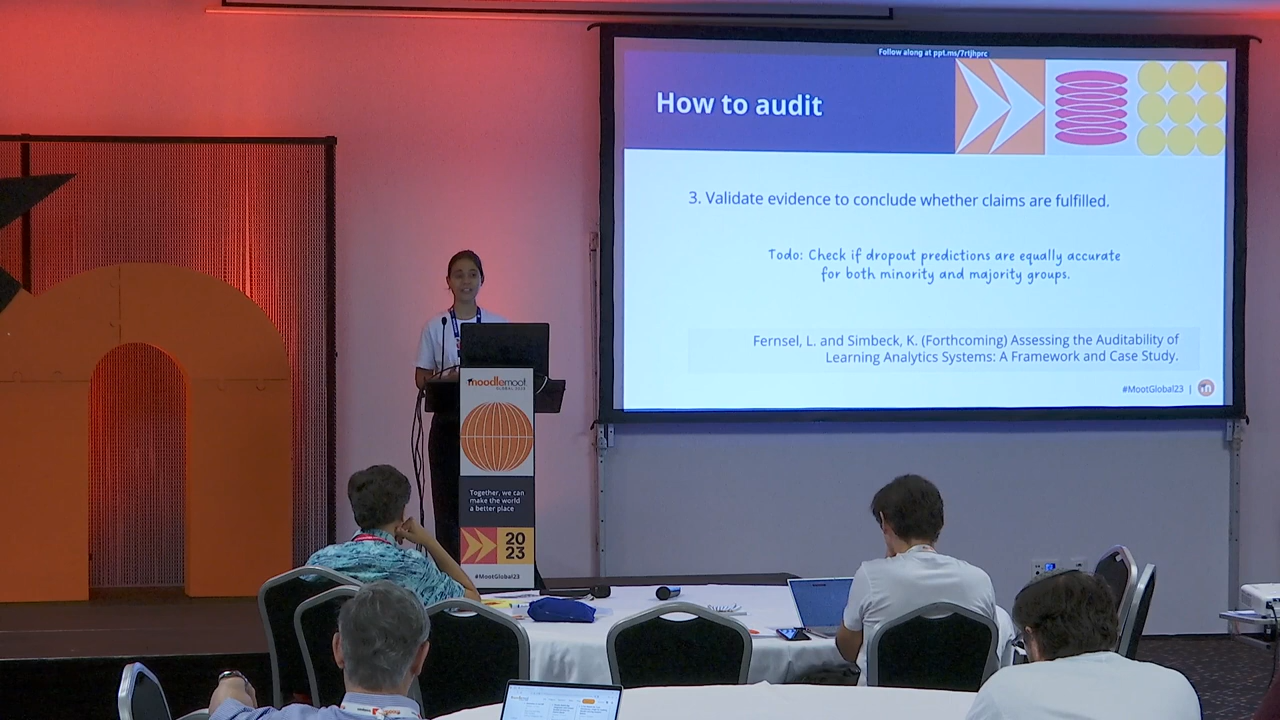 Follow along at ppt.ms/7rtjhprc
How to audit
3. Validate evidence to conclude whether claims are fulfilled.
Todo: Check if dropout predictions are equally accurate
for both minority and majority groups.
Fernsel, L. and Simbeck, K. (Forthcoming) Assessing the Auditability of
Learning Analytics Systems: A Framework and Case Study.
#MootGlobal23 |
moodlemoot
GLOBAL 2023
Together, we can
make the world
a better place
20
23
#MootGlobal23